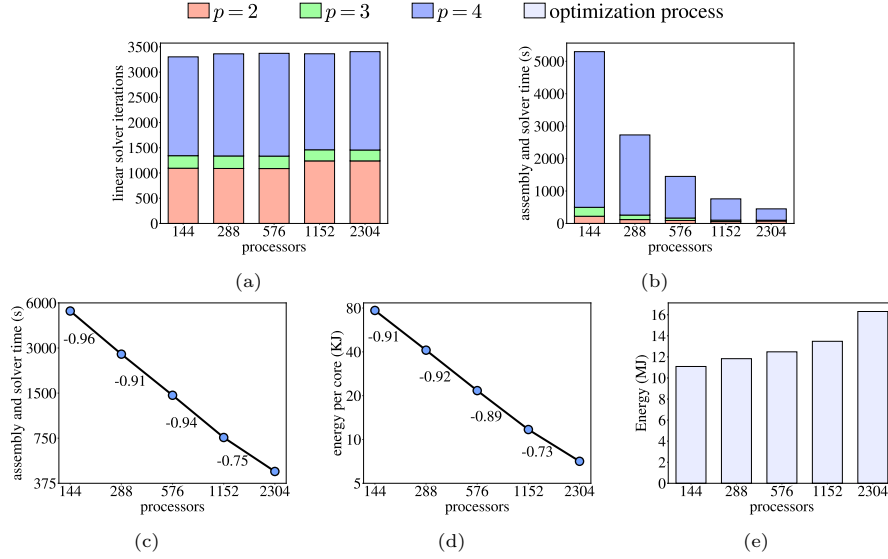 p = 2 p = 3 p = 4 optimization process
linear solver iterations
3500
3000
2500
2000
1500
1000
500
0
144 288 576 1152 2304
processors
(a)
assembly and solver time (s)
5000
4000
3000
2000
1000
0
144 288 576 1152 2304
processors
(b)
assembly and solver time (s)
6000
3000
1500
750
375
-0.96
-0.91
-0.94
-0.75
144 288 576 1152 2304
processors
(c)
energy per core (KJ)
80
40
20
10
5
-0.91
-0.92
-0.89
-0.73
144 288 576 1152 2304
processors
(d)
Energy (MJ)
16
14
12
10
8
6
4
2
0
144 288 576 1152 2304
processors
(e)